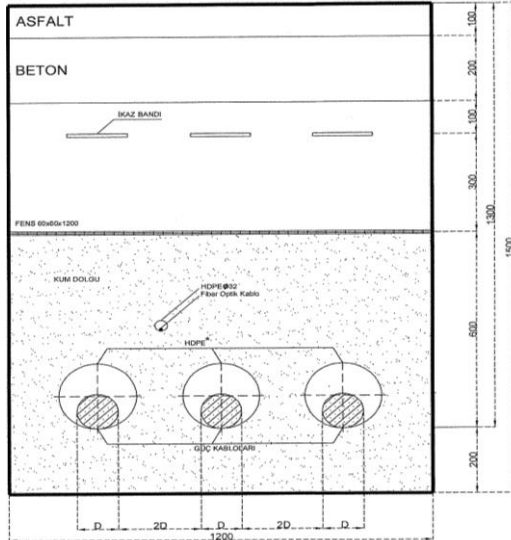 ASFALT
100
BETON
200
100
İKAZ BANDI
300
1300
1500
FENS 60x60x1200
KUM DOLGU
HDPEØ32
Fiber Optik Kablo
HDPE*
600
GÜÇ KABLOLARI
200
D
2D
D
2D
D
1200